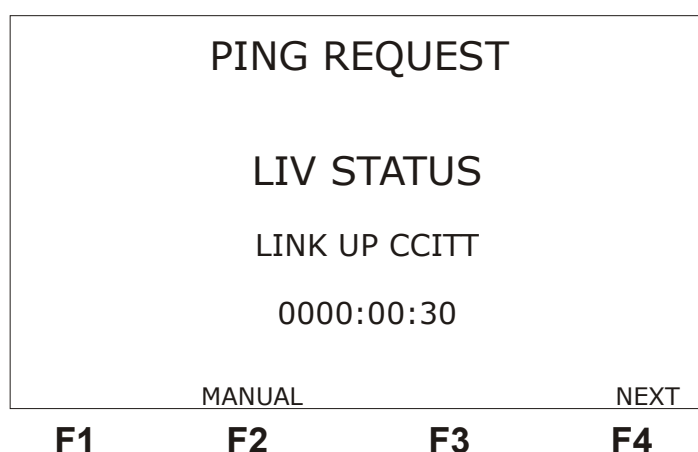 PING REQUEST
LIV STATUS
LINK UP CCITT
0000:00:30
MANUAL NEXT
F1 F2 F3 F4